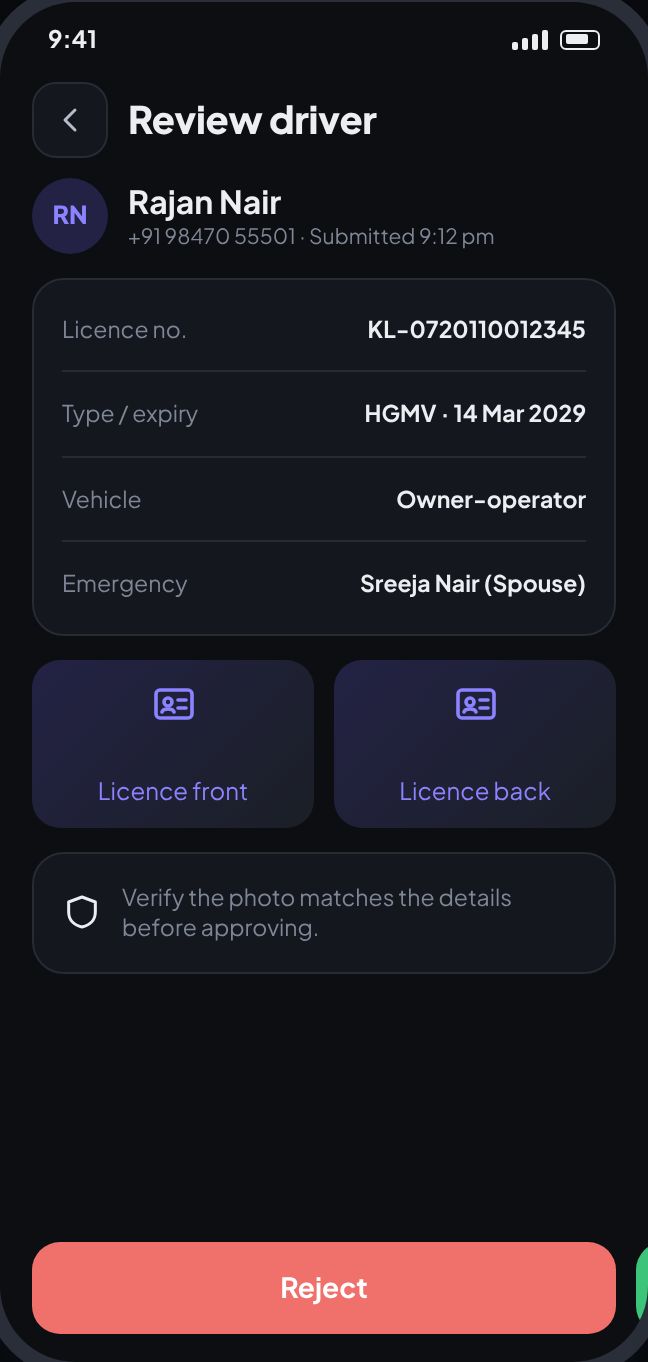 9:41
Review driver
RN
Rajan Nair
+91 98470 55501 · Submitted 9:12 pm
Licence no.
KL-0720110012345
Type / expiry
HGMV · 14 Mar 2029
Vehicle
Owner-operator
Emergency
Sreeja Nair (Spouse)
Licence front
Licence back
Verify the photo matches the details
before approving.
Reject